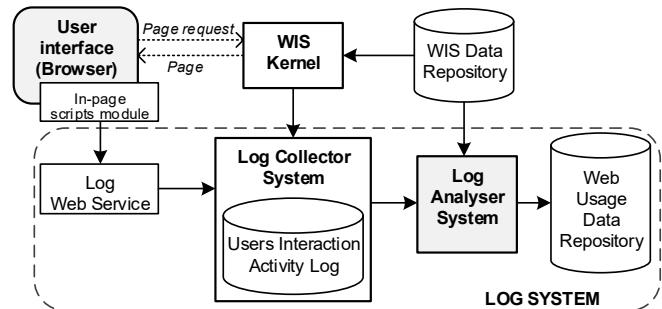 User
interface
(Browser)
Page request
Page
WIS
Kernel
WIS Data
Repository
In-page
scripts module
Log
Web Service
Log Collector
System
Users Interaction
Activity Log
Log
Analyser
System
Web
Usage
Data
Repository
LOG SYSTEM